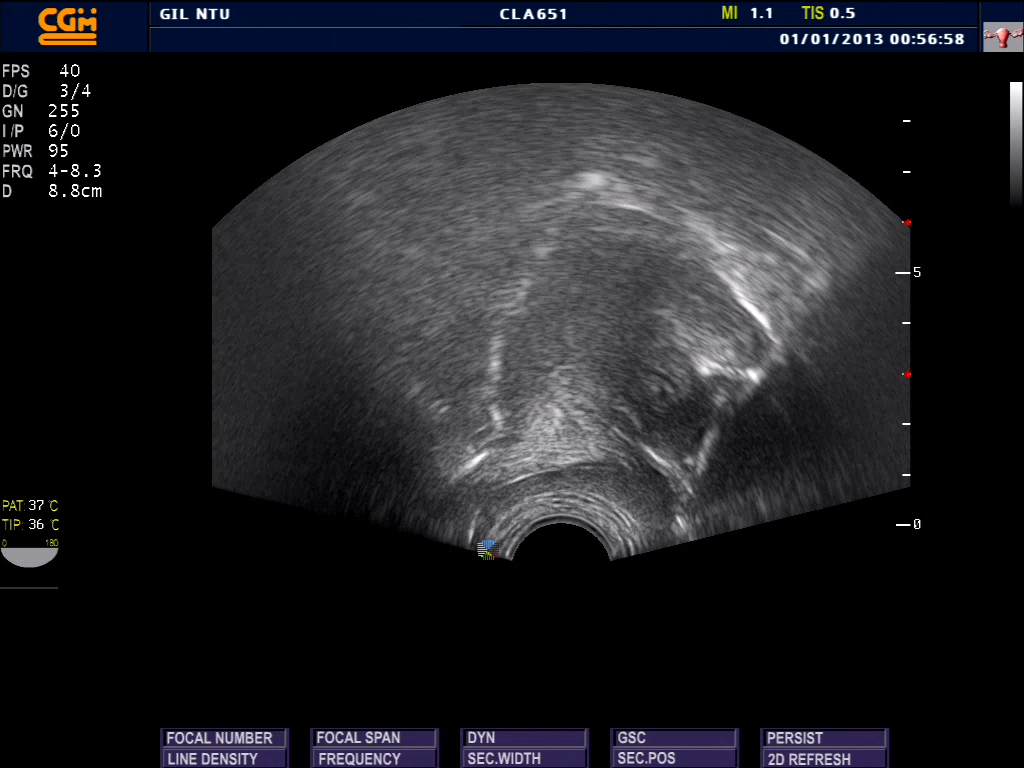 CGM
GIL NTU CLA651 MI 1.1 TIS 0.5
01/01/2013 00:56:58
FPS 40
D/G 3/4
GN 255
I/P 6/0
PWR 95
FRQ 4-8.3
D 8.8cm
5
PAT: 37 °C
TIP: 36 °C
0 180
0
FOCAL NUMBER FOCAL SPAN DYN GSC PERSIST
LINE DENSITY FREQUENCY SEC.WIDTH SEC.POS 2D REFRESH